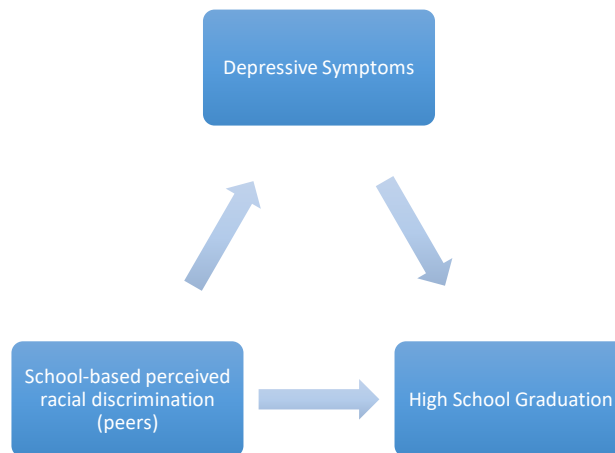 Depressive Symptoms
School-based perceived
racial discrimination
(peers)
High School Graduation